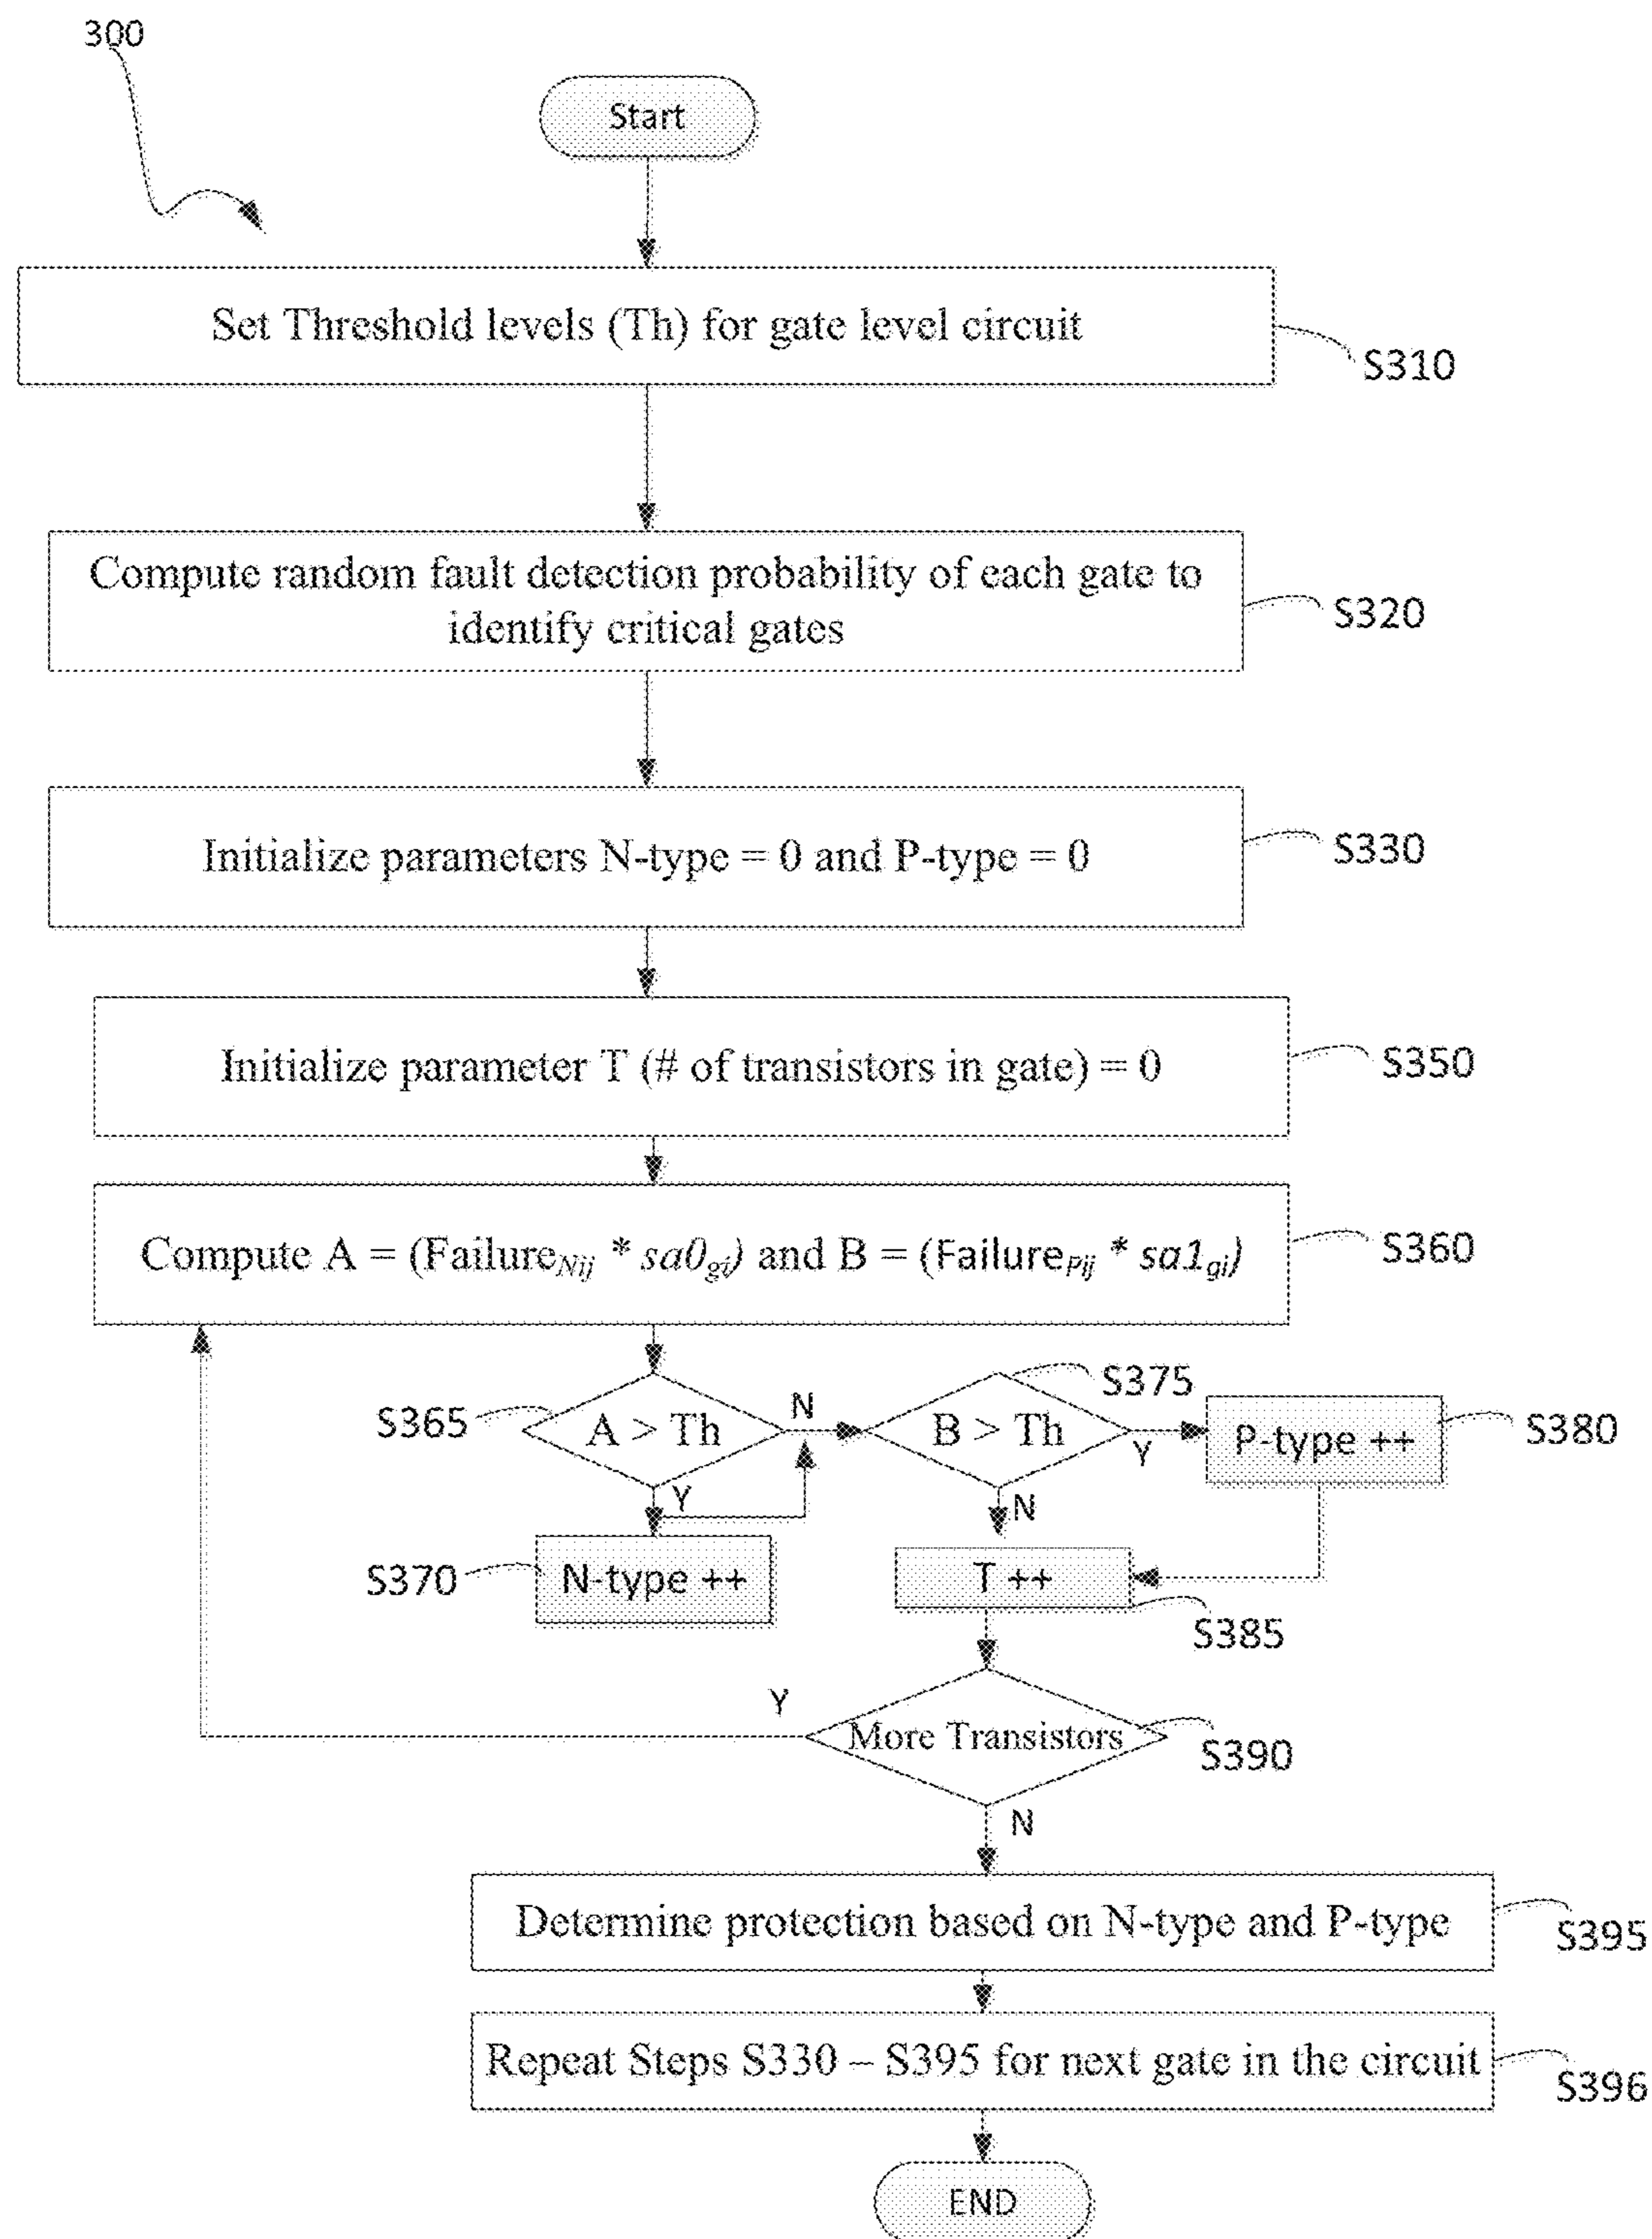 300
Start
Set Threshold levels (Th) for gate level circuit
S310
Compute random fault detection probability of each gate to
identify critical gates
S320
Initialize parameters N-type = 0 and P-type = 0
S330
Initialize parameter T (# of transistors in gate) = 0
S350
Compute A = (Failure_Nij * sa0_gi) and B = (Failure_Pij * sa1_gi)
S360
S365
A > Th
N
S375
B > Th
Y
P-type ++
S380
Y
N
S370
N-type ++
T ++
S385
Y
More Transistors
S390
N
Determine protection based on N-type and P-type
S395
Repeat Steps S330 – S395 for next gate in the circuit
S396
END